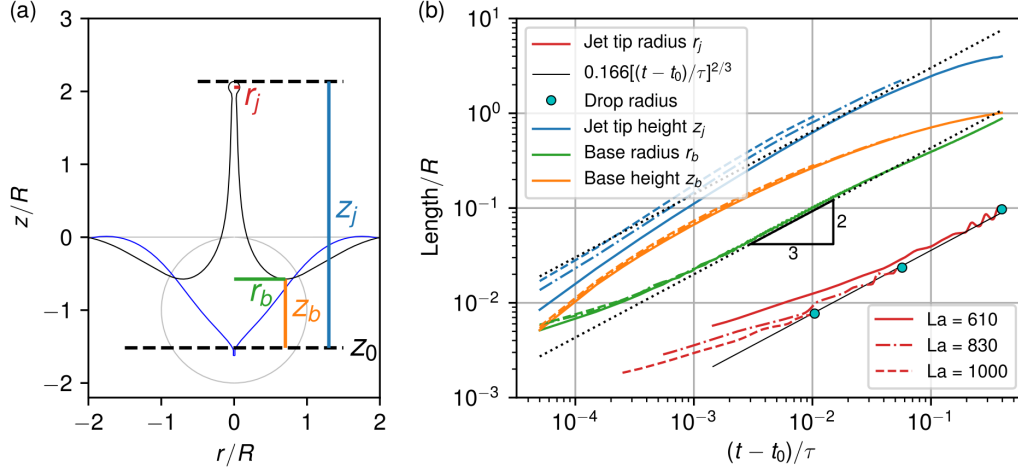 (a)
3
2
1
0
−1
−2
z/R
−2
−1
0
1
2
r/R
r_j
z_j
r_b
z_b
z_0
(b)
10^1
10^0
10^{-1}
10^{-2}
10^{-3}
Length/R
Jet tip radius r_j
0.166[(t − t_0)/τ]^{2/3}
Drop radius
Jet tip height z_j
Base radius r_b
Base height z_b
2
3
La = 610
La = 830
La = 1000
10^{-4}
10^{-3}
10^{-2}
10^{-1}
(t − t_0)/τ